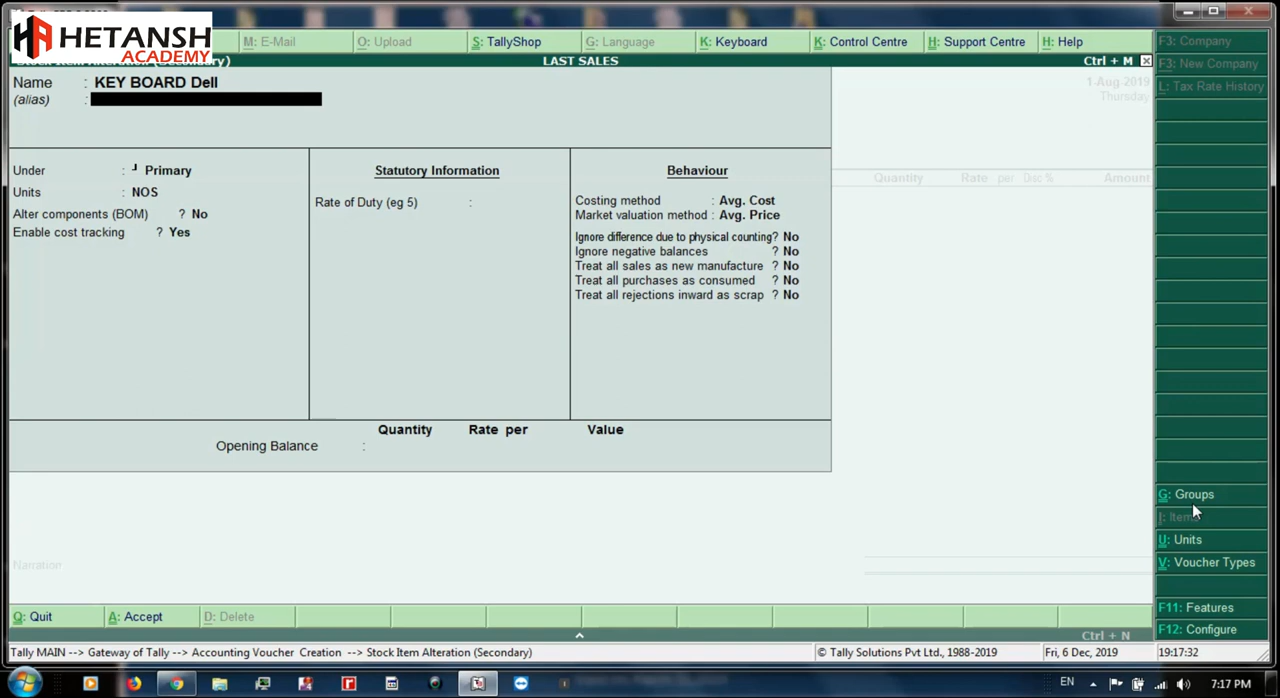 HETANSH
ACADEMY
M: E-Mail
O: Upload
S: TallyShop
G: Language
K: Keyboard
K: Control Centre
H: Support Centre
H: Help
F3: Company
Stock Item Alteration (Secondary)
LAST SALES
Ctrl + M
F3: New Company
Name : KEY BOARD Dell
1-Aug-2019
L: Tax Rate History
(alias) :
Thursday
Under : ┘ Primary
Statutory Information
Behaviour
Quantity Rate per Disc % Amount
Units : NOS
Rate of Duty (eg 5) :
Costing method : Avg. Cost
Alter components (BOM) ? No
Market valuation method : Avg. Price
Enable cost tracking ? Yes
Ignore difference due to physical counting? No
Ignore negative balances ? No
Treat all sales as new manufacture ? No
Treat all purchases as consumed ? No
Treat all rejections inward as scrap ? No
Quantity Rate per Value
Opening Balance :
G: Groups
I: Items
U: Units
V: Voucher Types
Narration
F11: Features
Q: Quit
A: Accept
D: Delete
F12: Configure
Ctrl + N
Tally MAIN --> Gateway of Tally --> Accounting Voucher Creation --> Stock Item Alteration (Secondary)
© Tally Solutions Pvt Ltd., 1988-2019
Fri, 6 Dec, 2019
19:17:32
EN
7:17 PM